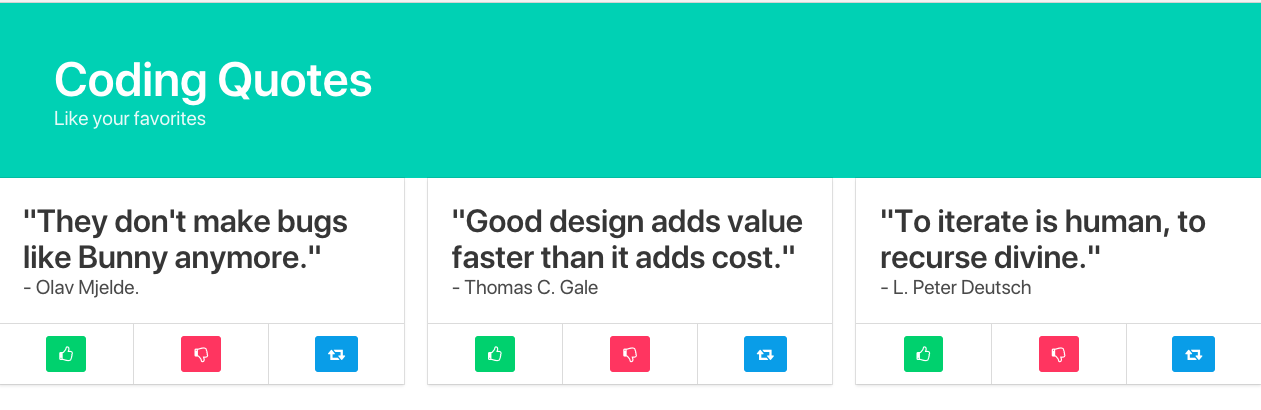 Coding Quotes
Like your favorites
"They don't make bugs
like Bunny anymore."
- Olav Mjelde.
"Good design adds value
faster than it adds cost."
- Thomas C. Gale
"To iterate is human, to
recurse divine."
- L. Peter Deutsch